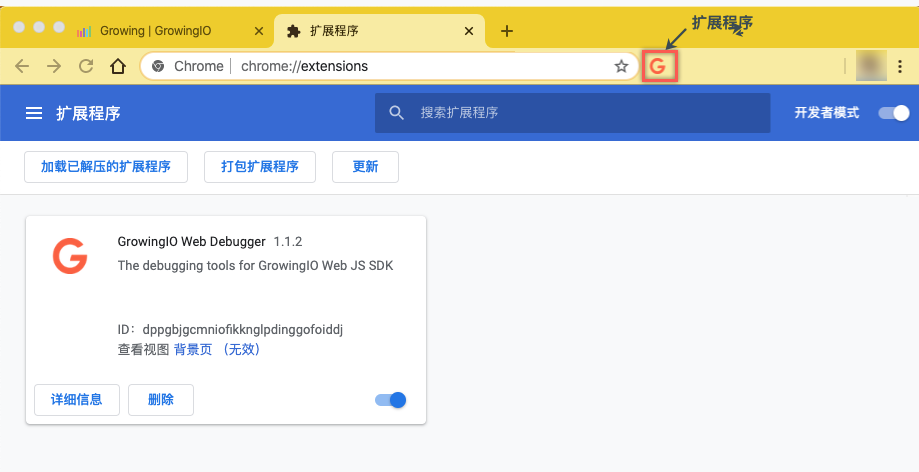 Growing | GrowingIO
扩展程序
扩展程序
Chrome
chrome://extensions
扩展程序
搜索扩展程序
开发者模式
加载已解压的扩展程序
打包扩展程序
更新
GrowingIO Web Debugger 1.1.2
The debugging tools for GrowingIO Web JS SDK
ID：dppgbjgcmniofikknglpdinggofoiddj
查看视图 背景页 （无效）
详细信息
删除